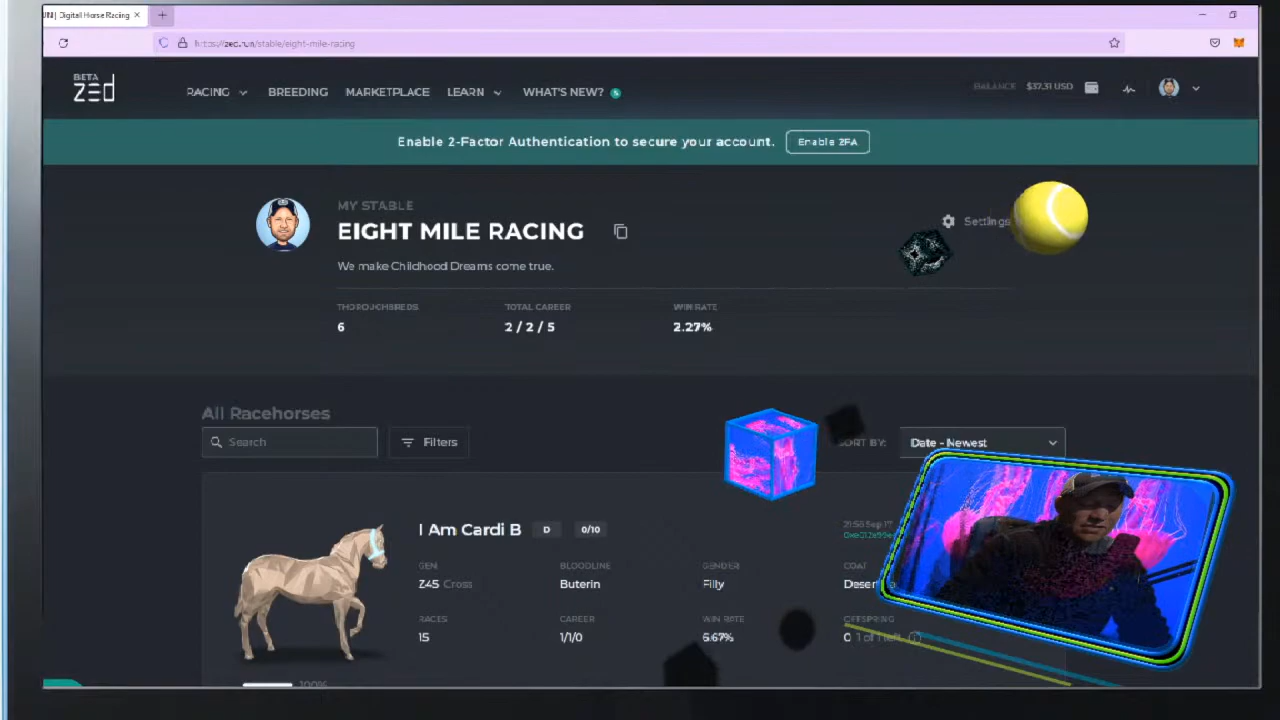 | Digital Horse Racing
https://zed.run/stable/eight-mile-racing
BETA
zed
RACING
BREEDING
MARKETPLACE
LEARN
WHAT'S NEW?
BALANCE $37.31 USD
Enable 2-Factor Authentication to secure your account.
Enable 2FA
MY STABLE
EIGHT MILE RACING
Settings
We make Childhood Dreams come true.
THOROUGHBREDS TOTAL CAREER WIN RATE
6 2 / 2 / 5 2.27%
All Racehorses
Search
Filters
SORT BY:
Date - Newest
I Am Cardi B D 0/10
GEN BLOODLINE GENDER COAT
Z45 Cross Buterin Filly
RACES CAREER WIN RATE OFFSPRING
15 1/1/0 6.67% 0
100%